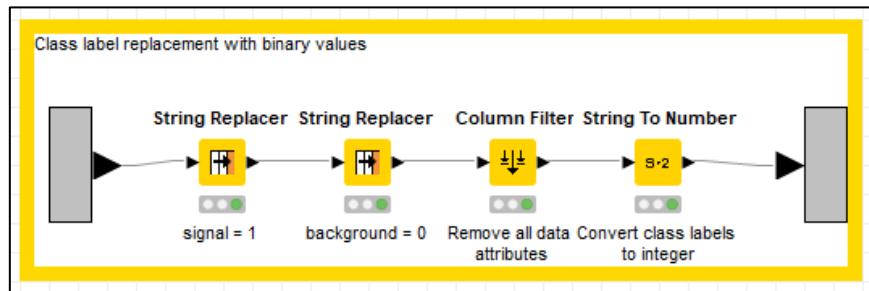 Class label replacement with binary values
String Replacer String Replacer Column Filter String To Number
S→2
signal = 1 background = 0 Remove all data Convert class labels
attributes to integer